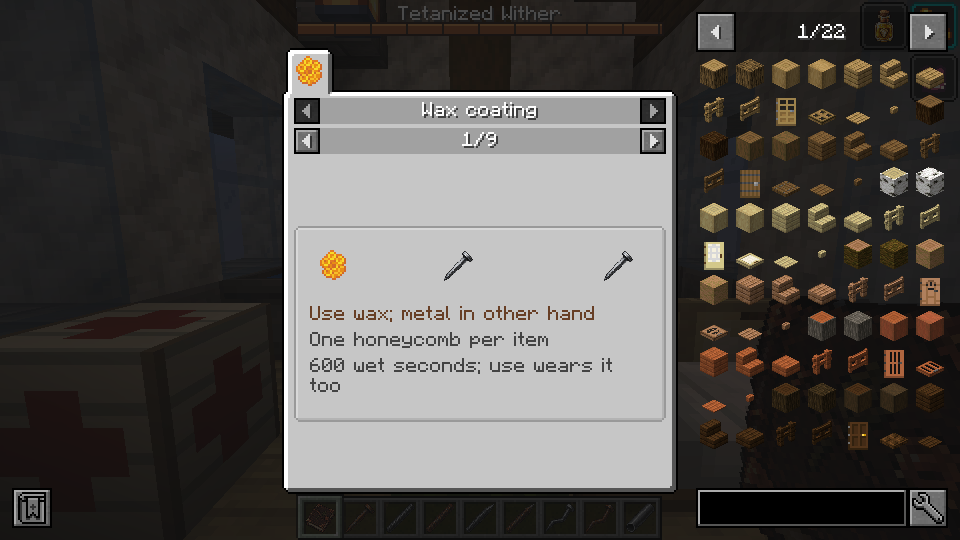 Tetanized Wither
1/22
Wax coating
1/9
Use wax; metal in other hand
One honeycomb per item
600 wet seconds; use wears it
too